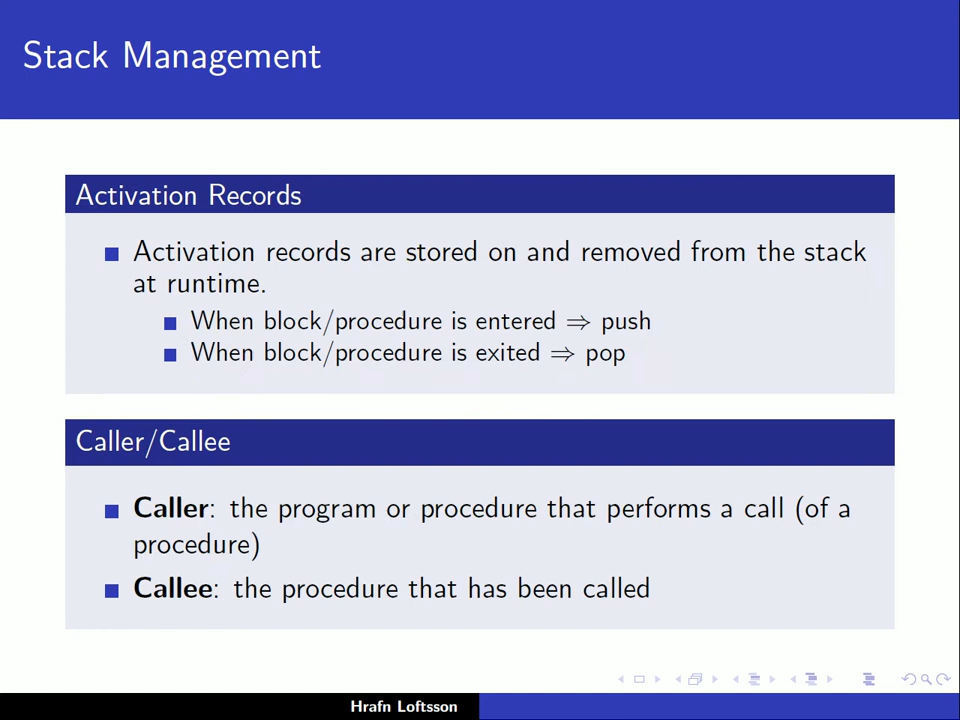 Stack Management
Activation Records
Activation records are stored on and removed from the stack
at runtime.
When block/procedure is entered ⇒ push
When block/procedure is exited ⇒ pop
Caller/Callee
Caller: the program or procedure that performs a call (of a
procedure)
Callee: the procedure that has been called
Hrafn Loftsson